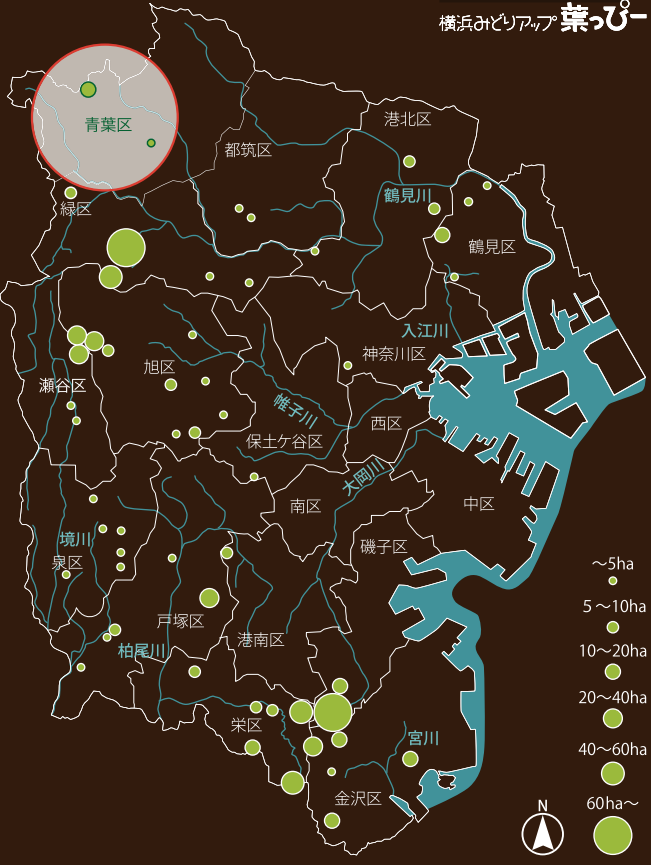 横浜みどりアップ 葉っぴー
港北区
青葉区
都筑区
鶴見川
緑区
鶴見区
入江川
神奈川区
旭区
瀬谷区
帷子川
西区
保土ケ谷区
大岡川
南区
中区
境川
磯子区
泉区
～5ha
5～10ha
戸塚区
港南区
柏尾川
10～20ha
20～40ha
栄区
宮川
40～60ha
金沢区
60ha～
N